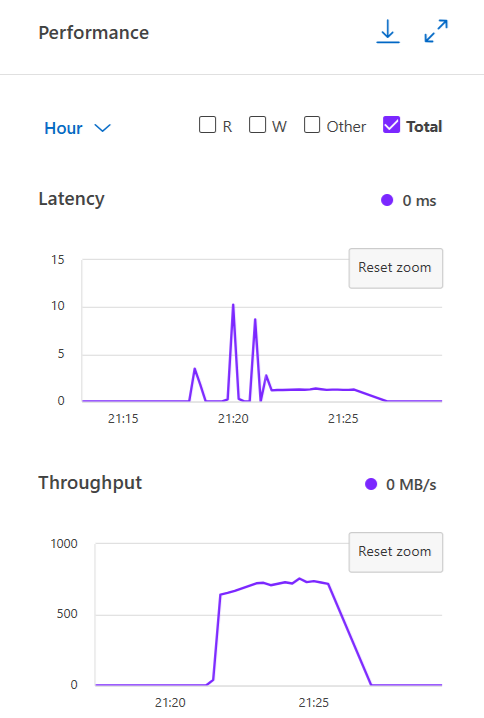 Performance
Hour R W Other Total
Latency 0 ms
Reset zoom
15
10
5
0
21:15 21:20 21:25
Throughput 0 MB/s
Reset zoom
1000
500
0
21:20 21:25